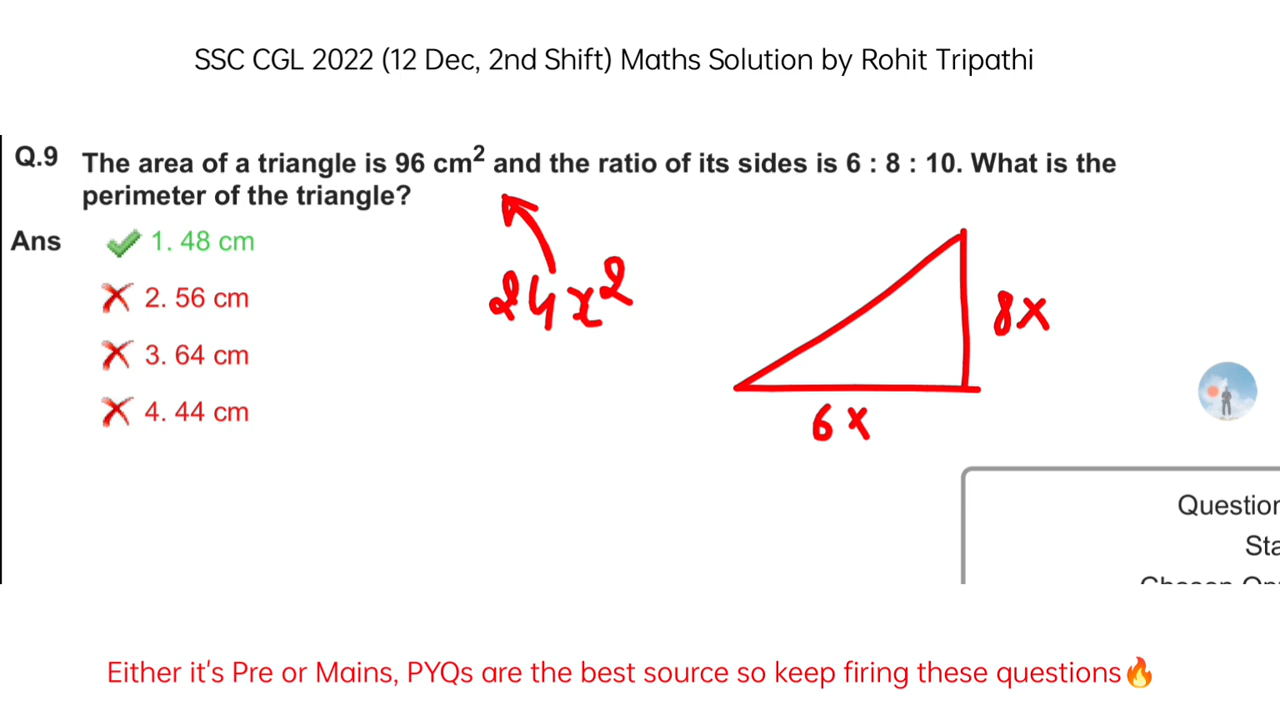 SSC CGL 2022 (12 Dec, 2nd Shift) Maths Solution by Rohit Tripathi
Q.9 The area of a triangle is 96 cm² and the ratio of its sides is 6 : 8 : 10. What is the
perimeter of the triangle?
Ans 1. 48 cm
2. 56 cm
3. 64 cm
4. 44 cm
24x²
8x
6x
Question
Sta
Either it's Pre or Mains, PYQs are the best source so keep firing these questions🔥